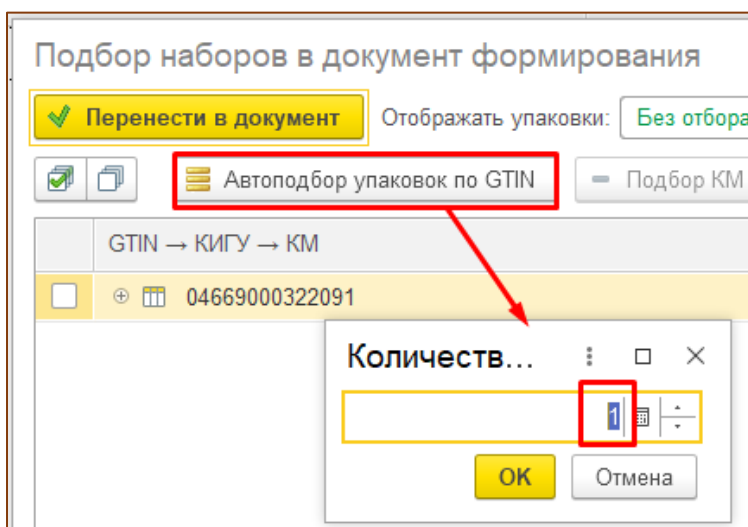 Подбор наборов в документ формирования
Перенести в документ Отображать упаковки: Без отбора
Автоподбор упаковок по GTIN Подбор КМ
GTIN → КИГУ → КМ
04669000322091
Количеств...
1
ОК Отмена